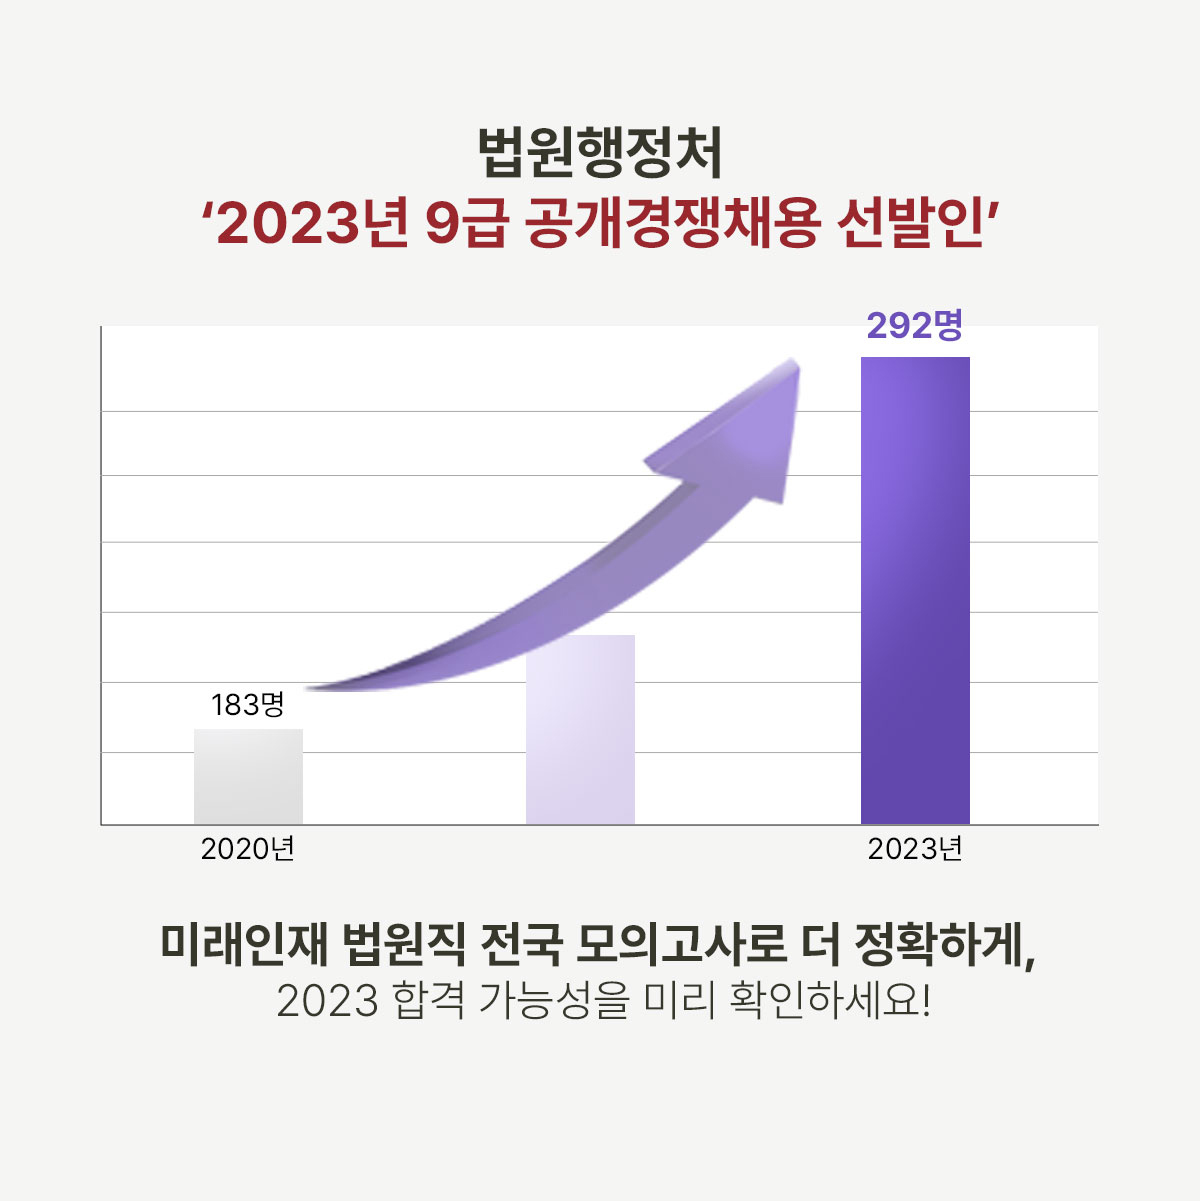 법원행정처
‘2023년 9급 공개경쟁채용 선발인’
292명
183명
2020년
2023년
미래인재 법원직 전국 모의고사로 더 정확하게,
2023 합격 가능성을 미리 확인하세요!